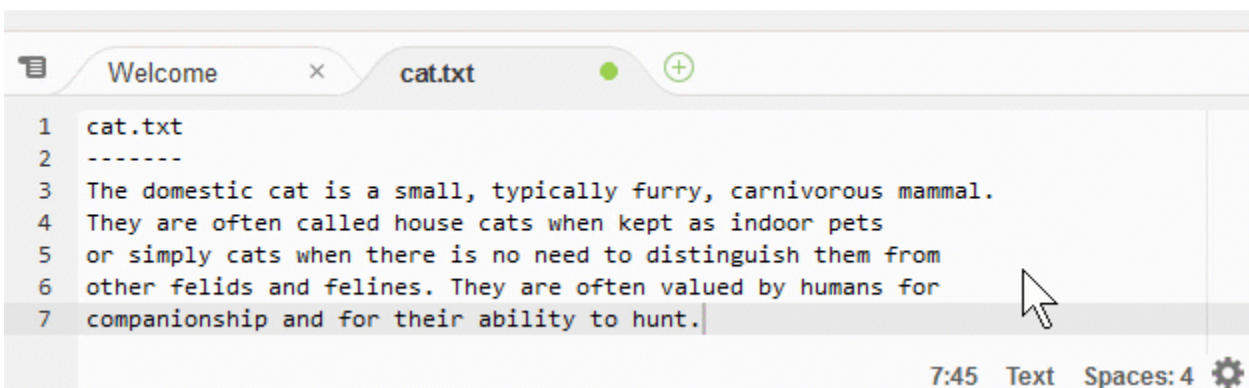 Welcome × cat.txt
1 cat.txt
2 -------
3 The domestic cat is a small, typically furry, carnivorous mammal.
4 They are often called house cats when kept as indoor pets
5 or simply cats when there is no need to distinguish them from
6 other felids and felines. They are often valued by humans for
7 companionship and for their ability to hunt.
7:45 Text Spaces: 4